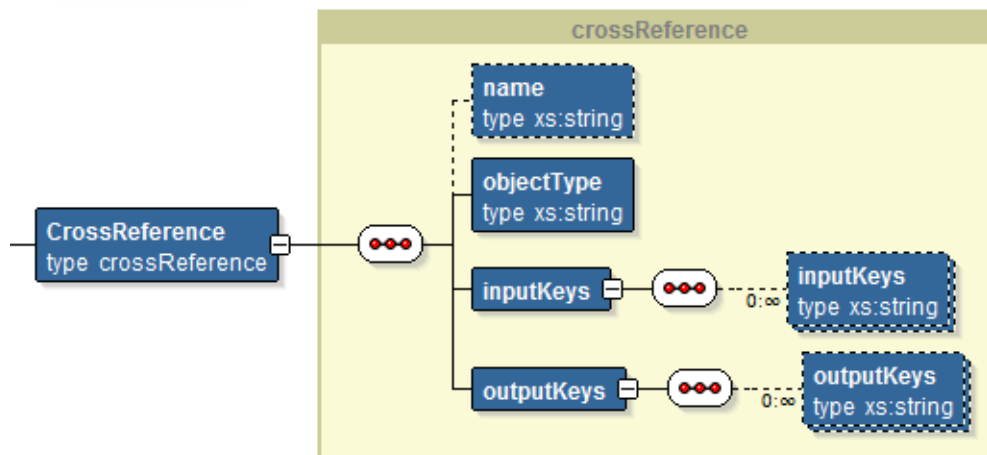 crossReference
name
type xs:string
objectType
type xs:string
CrossReference
type crossReference
inputKeys
0:∞
inputKeys
type xs:string
outputKeys
0:∞
outputKeys
type xs:string